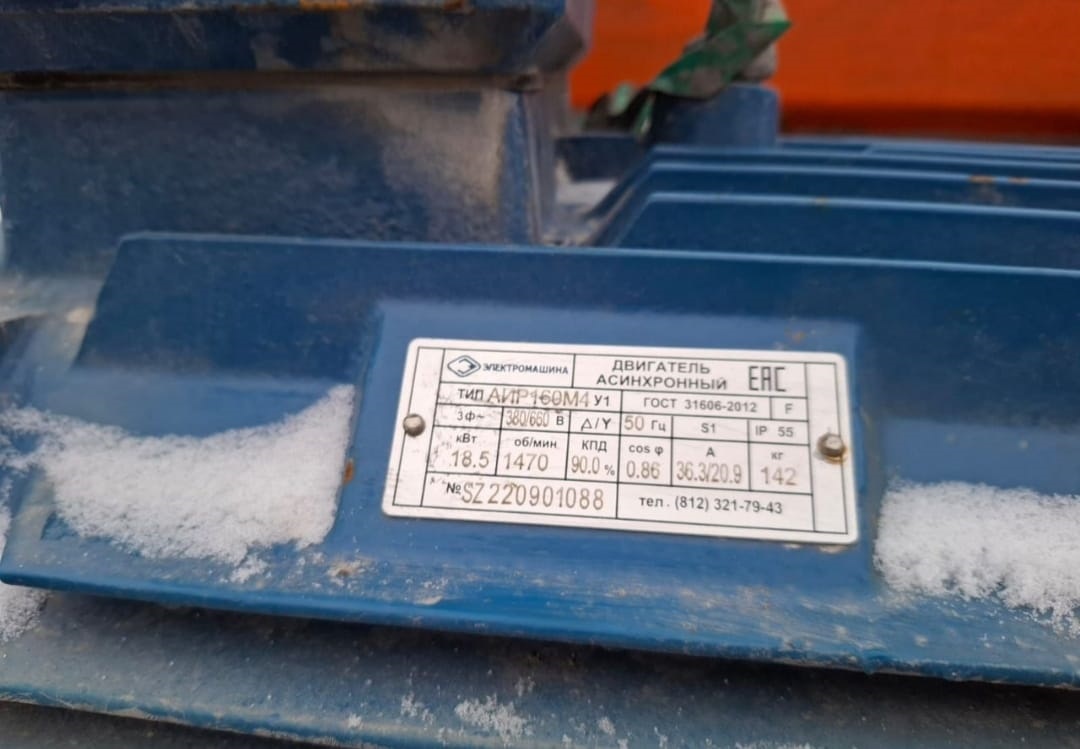 ЭЛЕКТРОМАШИНА
ДВИГАТЕЛЬ
АСИНХРОННЫЙ
EAC
ТИП АИР160М4 У1
ГОСТ 31606-2012
F
3ф~ 380/660 В △/Y 50 Гц S1 IP 55
кВт об/мин КПД cos φ А кг
18.5 1470 90.0 % 0.86 36.3/20.9 142
№ SZ220901088
тел. (812) 321-79-43